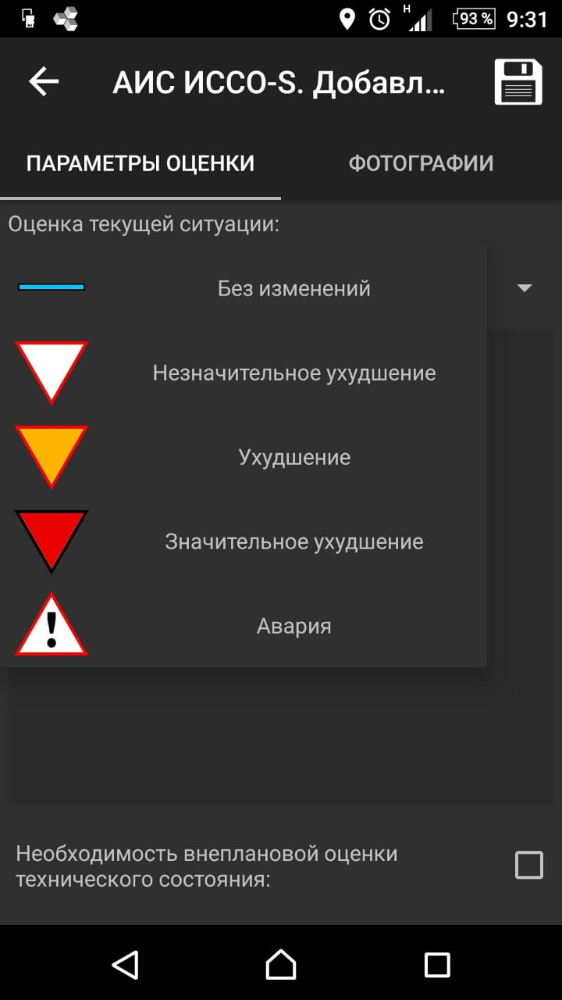 H 93 % 9:31
АИС ИССО-S. Добавл...
ПАРАМЕТРЫ ОЦЕНКИ ФОТОГРАФИИ
Оценка текущей ситуации:
Без изменений
Незначительное ухудшение
Ухудшение
Значительное ухудшение
!
Авария
Необходимость внеплановой оценки
технического состояния: